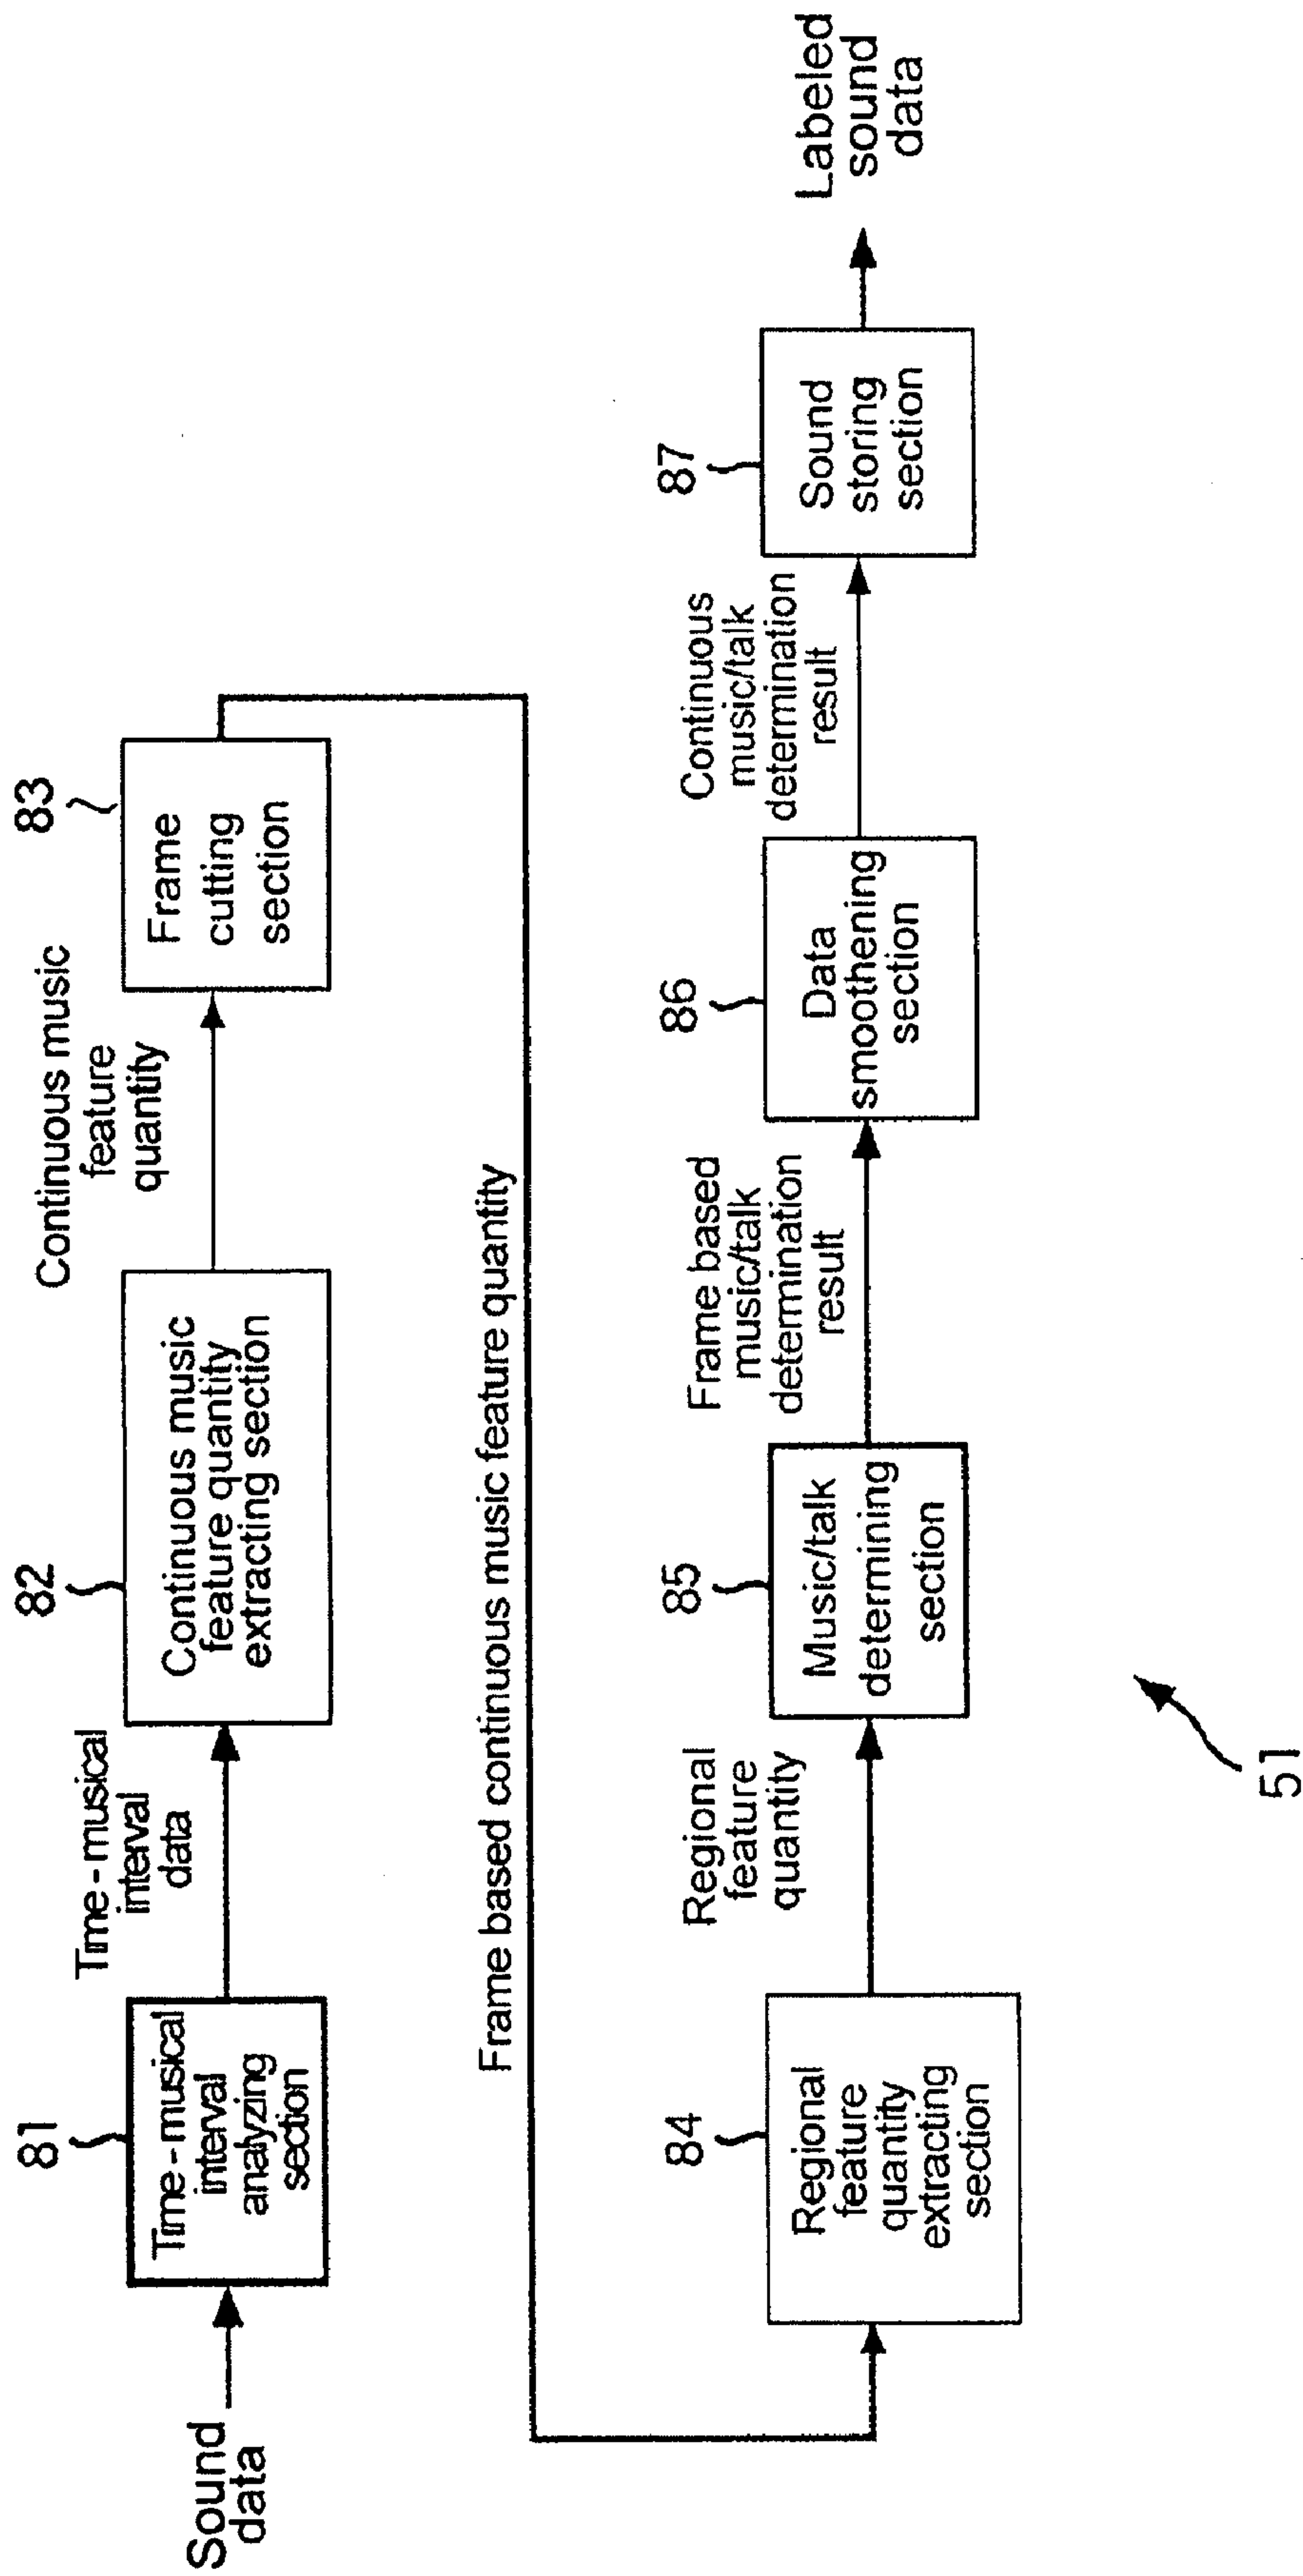 Sound
data
81
Time-musical
interval
analyzing
section
Time-musical
interval
data
82
Continuous music
feature quantity
extracting section
Continuous music
feature
quantity
83
Frame
cutting
section
Frame based continuous music feature quantity
84
Regional
feature
quantity
extracting
section
Regional
feature
quantity
85
Music/talk
determining
section
Frame based
music/talk
determination
result
86
Data
smoothening
section
Continuous
music/talk
determination
result
87
Sound
storing
section
Labeled
sound
data
51